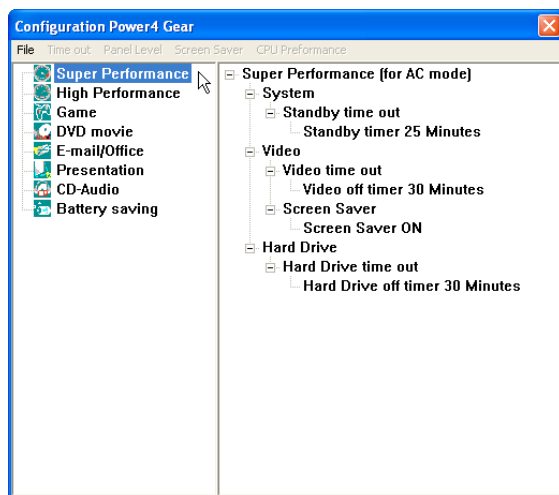 Configuration Power4 Gear
File Time out Panel Level Screen Saver CPU Preformance
Super Performance
High Performance
Game
DVD movie
E-mail/Office
Presentation
CD-Audio
Battery saving
Super Performance (for AC mode)
System
Standby time out
Standby timer 25 Minutes
Video
Video time out
Video off timer 30 Minutes
Screen Saver
Screen Saver ON
Hard Drive
Hard Drive time out
Hard Drive off timer 30 Minutes